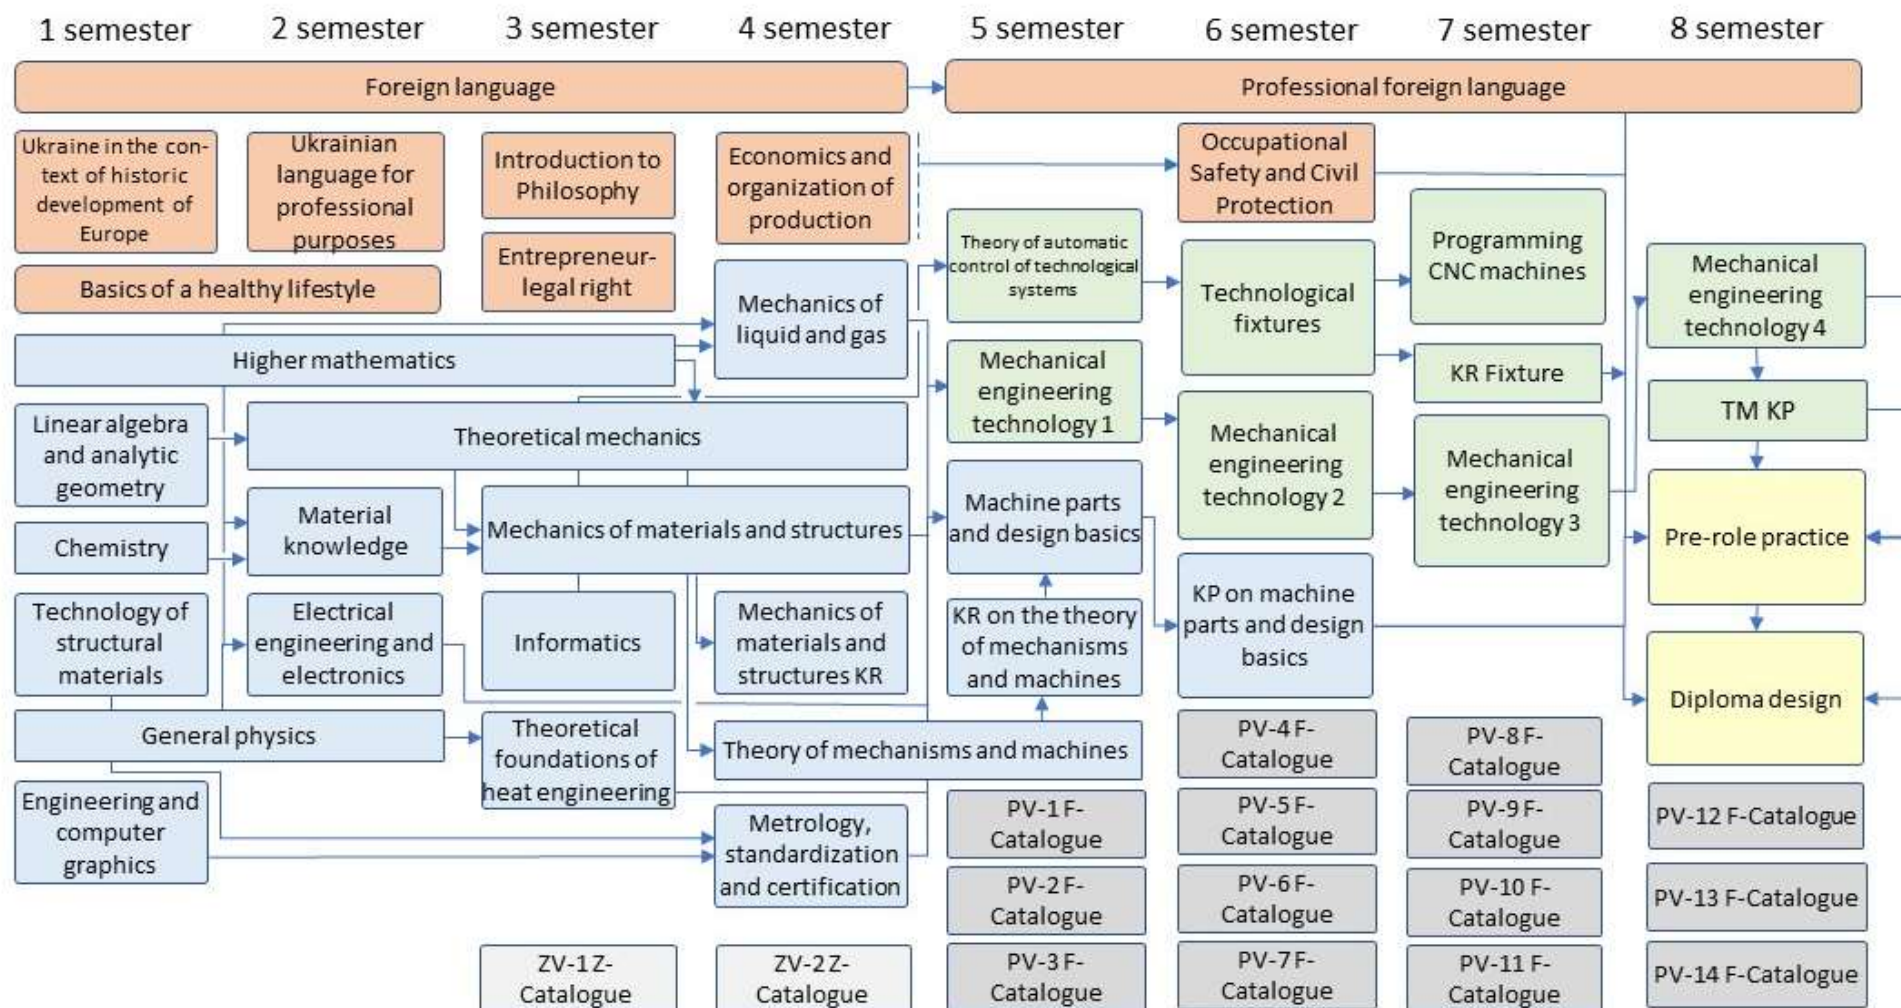 1 semester
2 semester
3 semester
4 semester
5 semester
6 semester
7 semester
8 semester
Foreign language
Professional foreign language
Ukraine in the con-
text of historic
development of
Europe
Ukrainian
language for
professional
purposes
Introduction to
Philosophy
Economics and
organization of
production
Occupational
Safety and Civil
Protection
Basics of a healthy lifestyle
Entrepreneur-
legal right
Mechanics of
liquid and gas
Theory of automatic
control of technological
systems
Technological
fixtures
Programming
CNC machines
Mechanical
engineering
technology 4
Higher mathematics
Mechanical
engineering
technology 1
KR Fixture
TM KP
Linear algebra
and analytic
geometry
Theoretical mechanics
Mechanical
engineering
technology 2
Mechanical
engineering
technology 3
Chemistry
Material
knowledge
Mechanics of materials and structures
Machine parts
and design basics
Pre-role practice
Technology of
structural
materials
Electrical
engineering and
electronics
Informatics
Mechanics of
materials and
structures KR
KR on the theory
of mechanisms
and machines
KP on machine
parts and design
basics
Diploma design
General physics
Theoretical
foundations of
heat engineering
Theory of mechanisms and machines
PV-4 F-
Catalogue
PV-8 F-
Catalogue
Engineering and
computer
graphics
Metrology,
standardization
and certification
PV-1 F-
Catalogue
PV-5 F-
Catalogue
PV-9 F-
Catalogue
PV-12 F-Catalogue
PV-2 F-
Catalogue
PV-6 F-
Catalogue
PV-10 F-
Catalogue
PV-13 F-Catalogue
ZV-1 Z-
Catalogue
ZV-2 Z-
Catalogue
PV-3 F-
Catalogue
PV-7 F-
Catalogue
PV-11 F-
Catalogue
PV-14 F-Catalogue